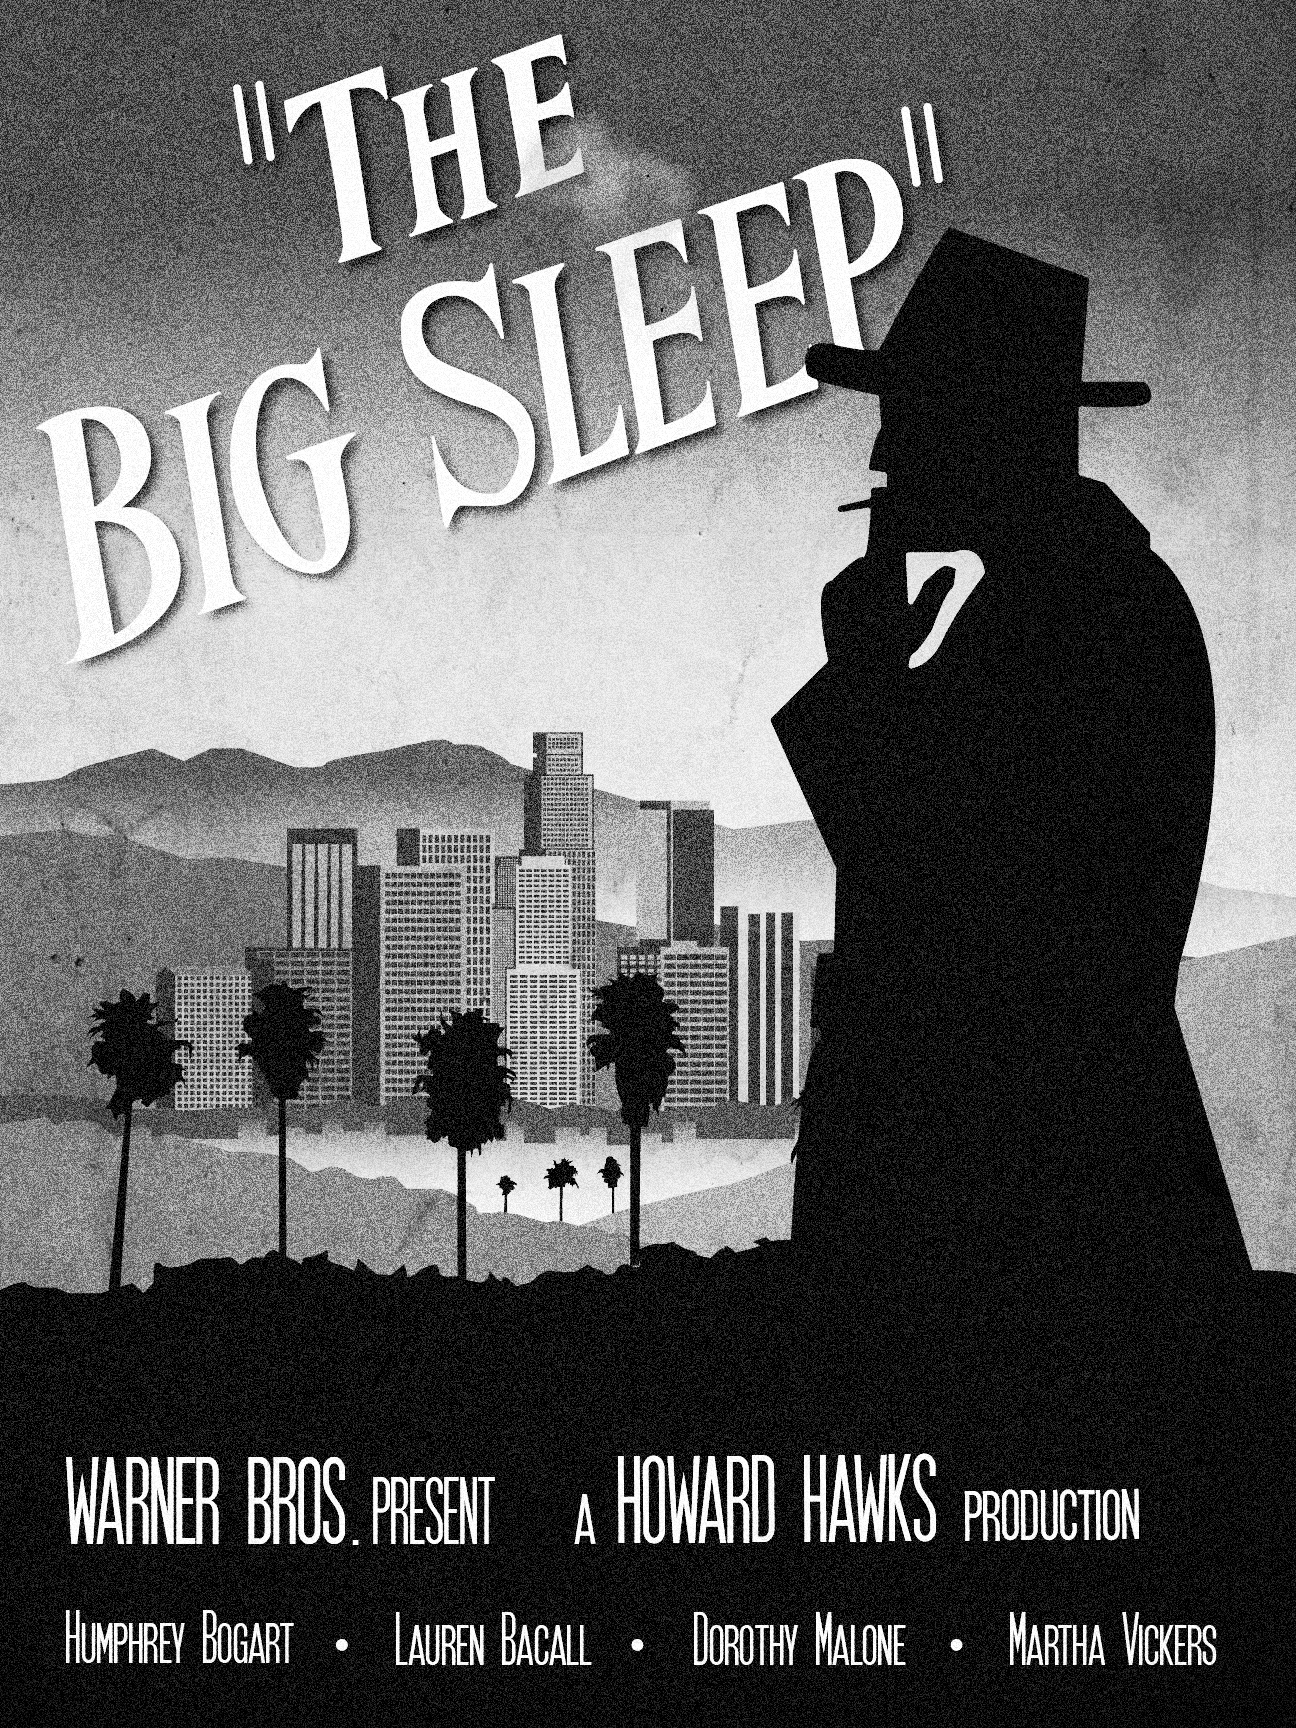 "THE
BIG SLEEP"
WARNER BROS. PRESENT A HOWARD HAWKS PRODUCTION
HUMPHREY BOGART • LAUREN BACALL • DOROTHY MALONE • MARTHA VICKERS